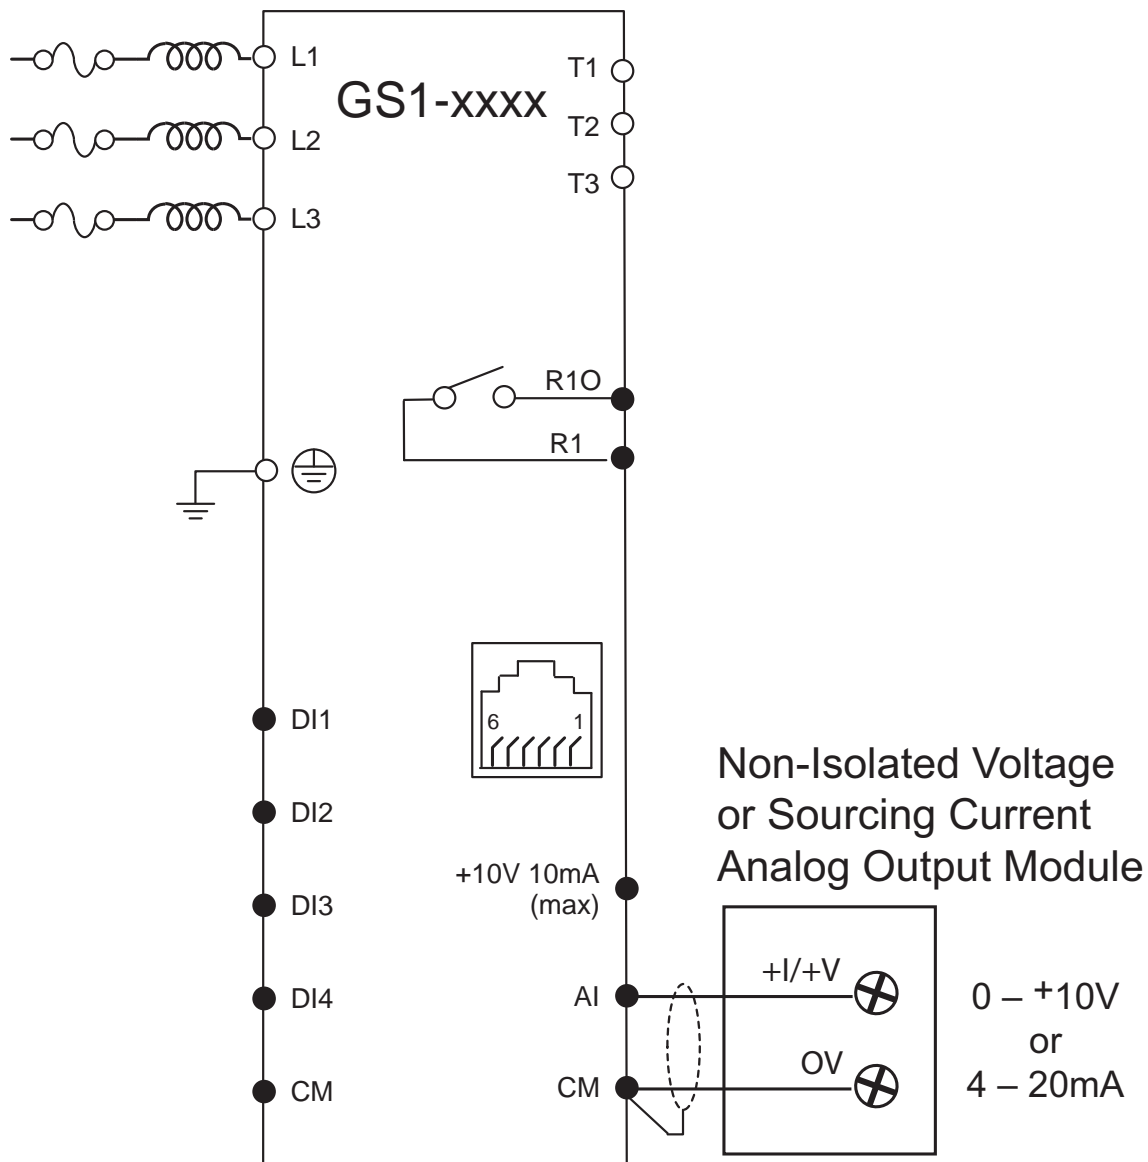 L1
GS1-xxxx
T1
L2
T2
T3
L3
R1O
R1
6 1
DI1
DI2
DI3
DI4
CM
+10V 10mA
(max)
AI
CM
Non-Isolated Voltage
or Sourcing Current
Analog Output Module
+I/+V
OV
0 – +10V
or
4 – 20mA